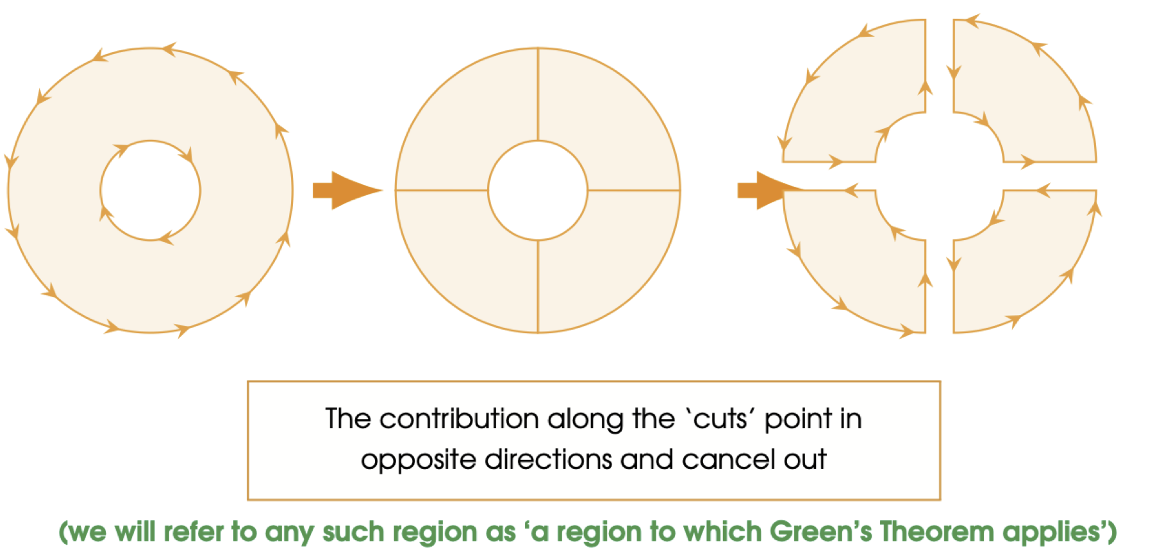 The contribution along the ‘cuts’ point in
opposite directions and cancel out
(we will refer to any such region as ‘a region to which Green’s Theorem applies’)